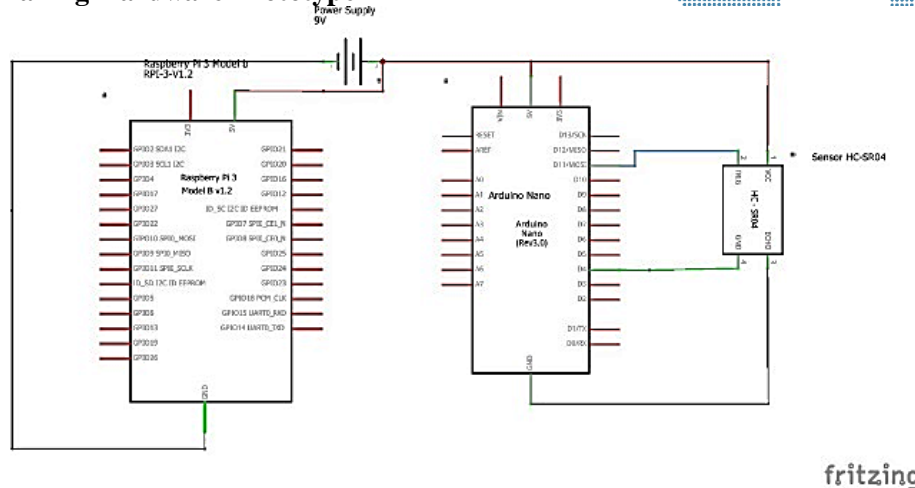 Power Supply
9V
Raspberry Pi 3 Model b
RPI-3-V1.2
3V3
5V
GPIO2 SDA1 I2C
GPIO3 SCL1 I2C
GPIO4
GPIO17
GPIO27
GPIO22
GPIO10 SPI0_MOSI
GPIO9 SPI0_MISO
GPIO11 SPI0_SCLK
ID_SD I2C ID EEPROM
GPIO5
GPIO6
GPIO13
GPIO19
GPIO26
Raspberry Pi 3
Model B v1.2
GPIO21
GPIO20
GPIO16
GPIO12
ID_SC I2C ID EEPROM
GPIO7 SPI0_CE1_N
GPIO8 SPI0_CE0_N
GPIO25
GPIO24
GPIO23
GPIO18 PCM_CLK
GPIO15 UART0_RXD
GPIO14 UART0_TXD
GND
5V
RESET
AREF
A0
A1
A2
A3
A4
A5
A6
A7
Arduino Nano
Arduino
Nano
(Rev3.0)
D13/SCK
D12/MISO
D11/MOSI
D10
D9
D8
D7
D6
D5
D4
D3
D2
D1/TX
D0/RX
GND
2
1
TRIG
VCC
HC - SR04
GND
ECHO
4
3
Sensor HC-SR04
fritzing